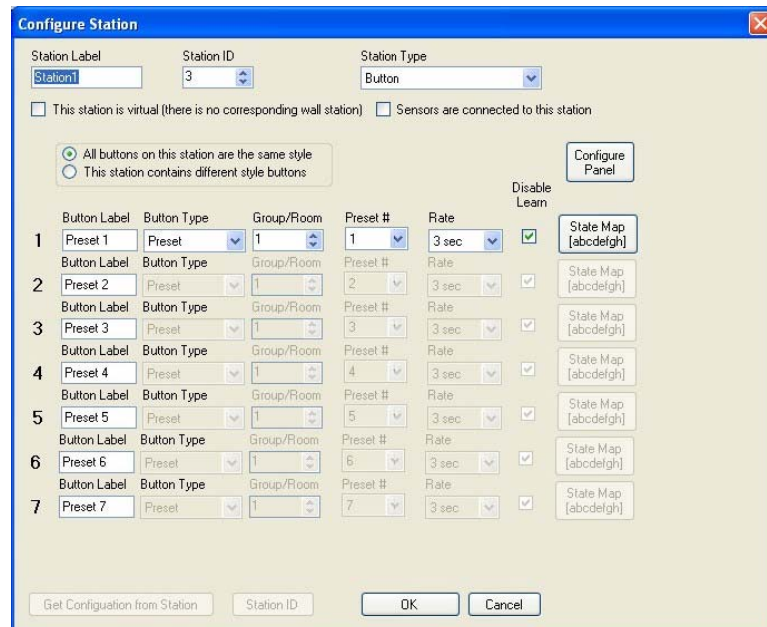 Configure Station
Station Label Station ID Station Type
Station1 3 Button
This station is virtual (there is no corresponding wall station) Sensors are connected to this station
All buttons on this station are the same style
This station contains different style buttons
Configure
Panel
Disable
Learn
Button Label Button Type Group/Room Preset # Rate
1 Preset 1 Preset 1 1 3 sec State Map
[abcdefgh]
Button Label Button Type Group/Room Preset # Rate
2 Preset 2 Preset 1 2 3 sec State Map
[abcdefgh]
Button Label Button Type Group/Room Preset # Rate
3 Preset 3 Preset 1 3 3 sec State Map
[abcdefgh]
Button Label Button Type Group/Room Preset # Rate
4 Preset 4 Preset 1 4 3 sec State Map
[abcdefgh]
Button Label Button Type Group/Room Preset # Rate
5 Preset 5 Preset 1 5 3 sec State Map
[abcdefgh]
Button Label Button Type Group/Room Preset # Rate
6 Preset 6 Preset 1 6 3 sec State Map
[abcdefgh]
Button Label Button Type Group/Room Preset # Rate
7 Preset 7 Preset 1 7 3 sec State Map
[abcdefgh]
Get Configuation from Station Station ID OK Cancel